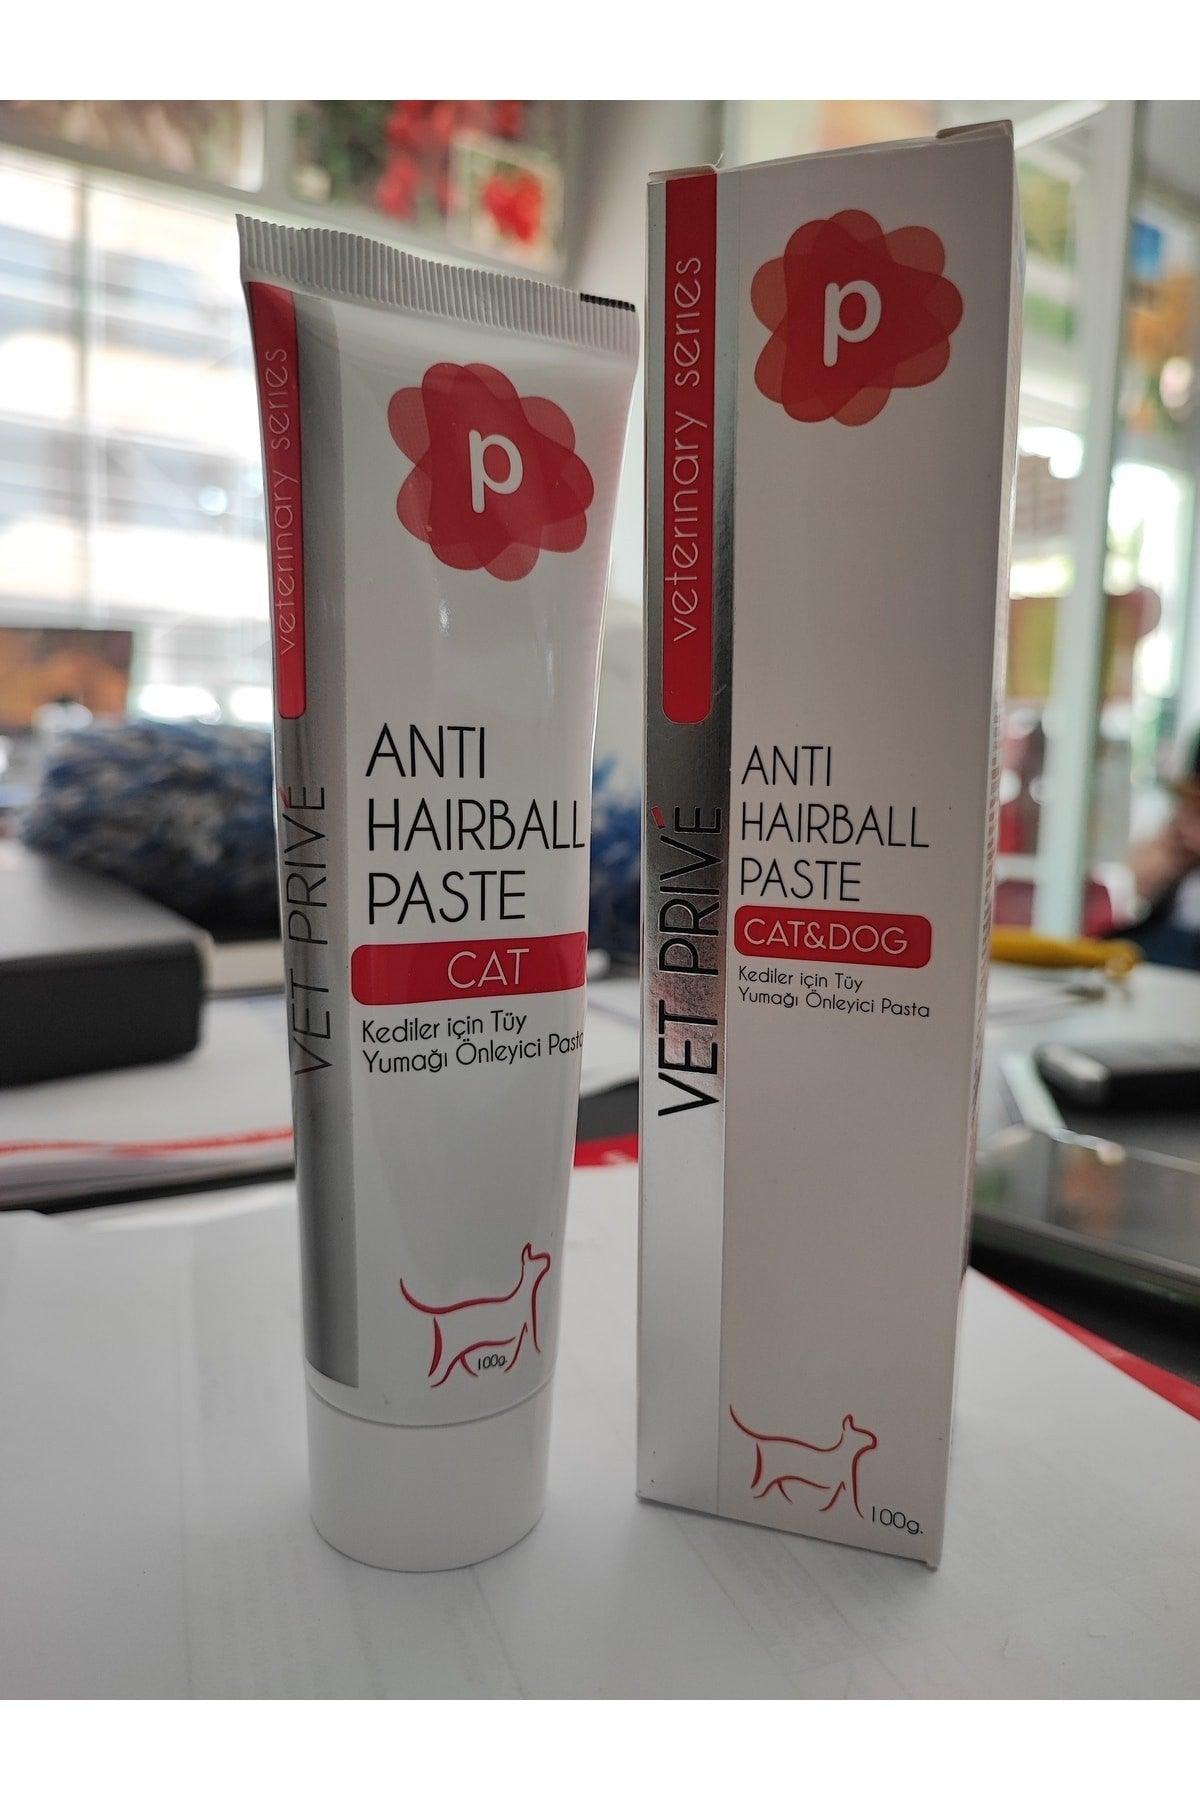 p
veterinary series
VET PRIVÉ
ANTI
HAIRBALL
PASTE
CAT
Kediler için Tüy
Yumağı Önleyici Pasta
100g.
p
veterinary series
VET PRIVÉ
ANTI
HAIRBALL
PASTE
CAT&DOG
Kediler için Tüy
Yumağı Önleyici Pasta
100g.